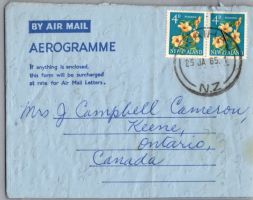 BY AIR MAIL
AEROGRAMME
If anything is enclosed,
this form will be surcharged
at rate for Air Mail Letters.
4D 4D
NEW ZEALAND NEW ZEALAND
25 JA 65
N.Z.
Mrs J Campbell Cameron,
Keene,
Ontario,
Canada